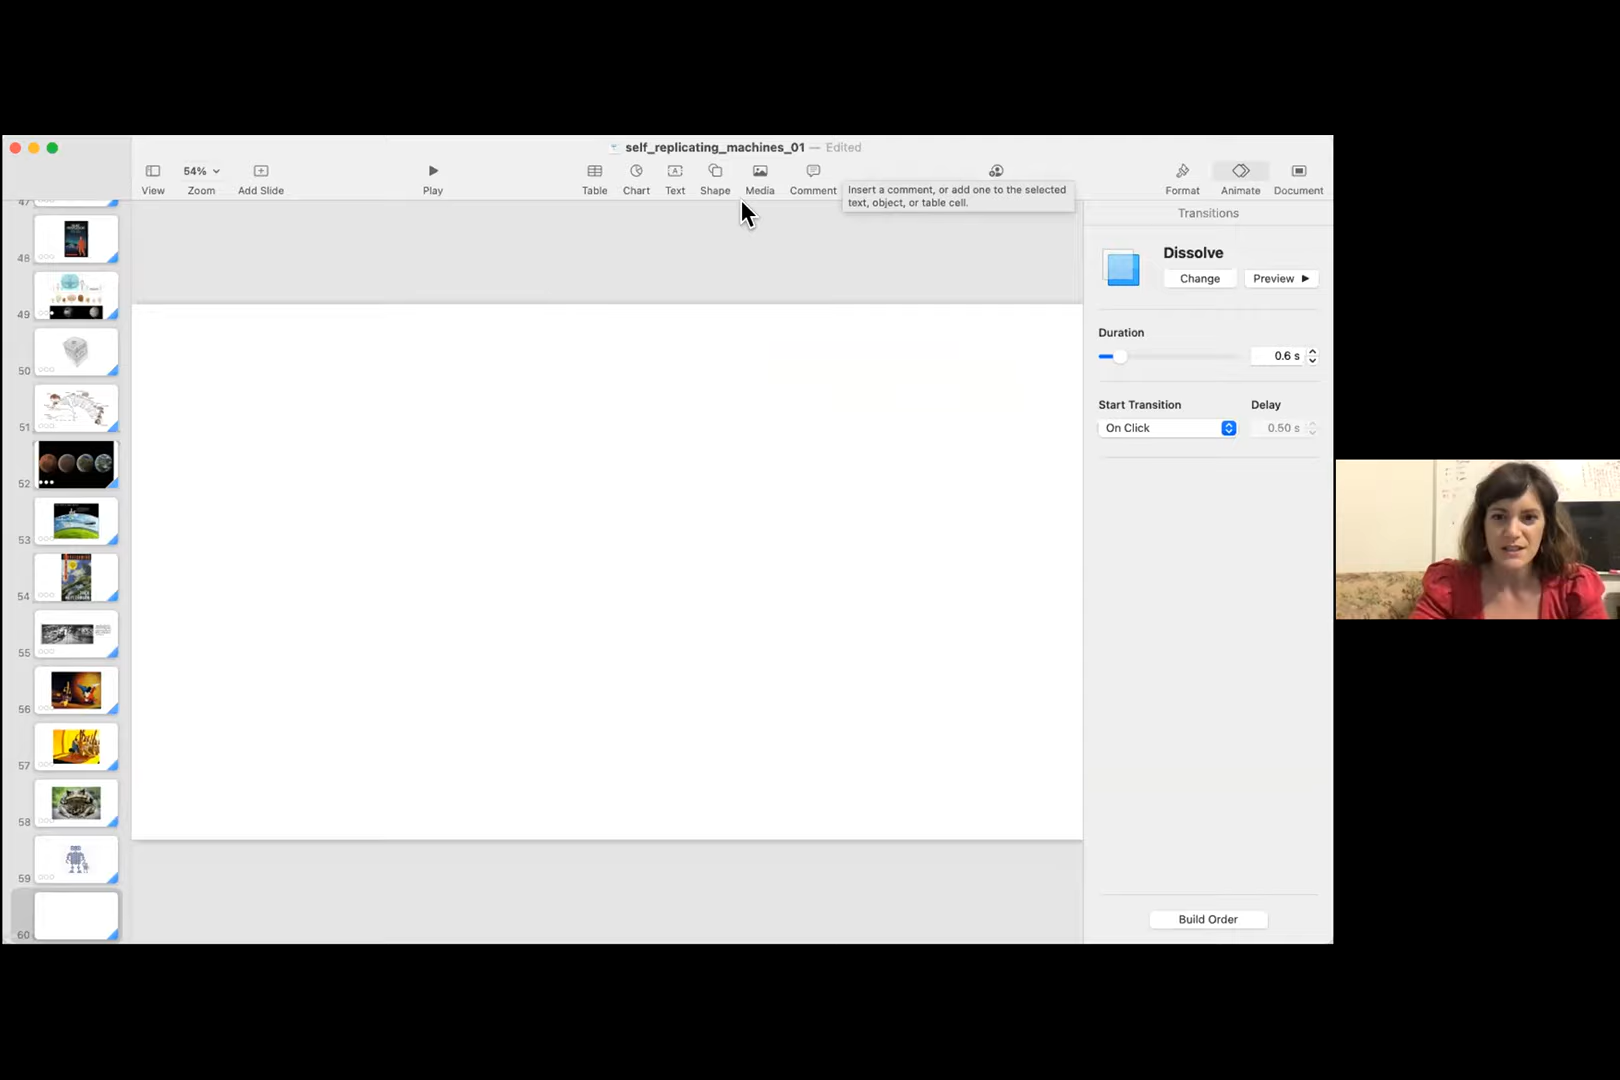 self_replicating_machines_01 — Edited
View
54%
Zoom
Add Slide
Play
Table
Chart
Text
Shape
Media
Comment
Insert a comment, or add one to the selected
text, object, or table cell.
Format
Animate
Document
Transitions
Dissolve
Change
Preview
Duration
0.6 s
Start Transition
Delay
On Click
0.50 s
Build Order
47
48
49
50
51
52
53
54
55
56
57
58
59
60